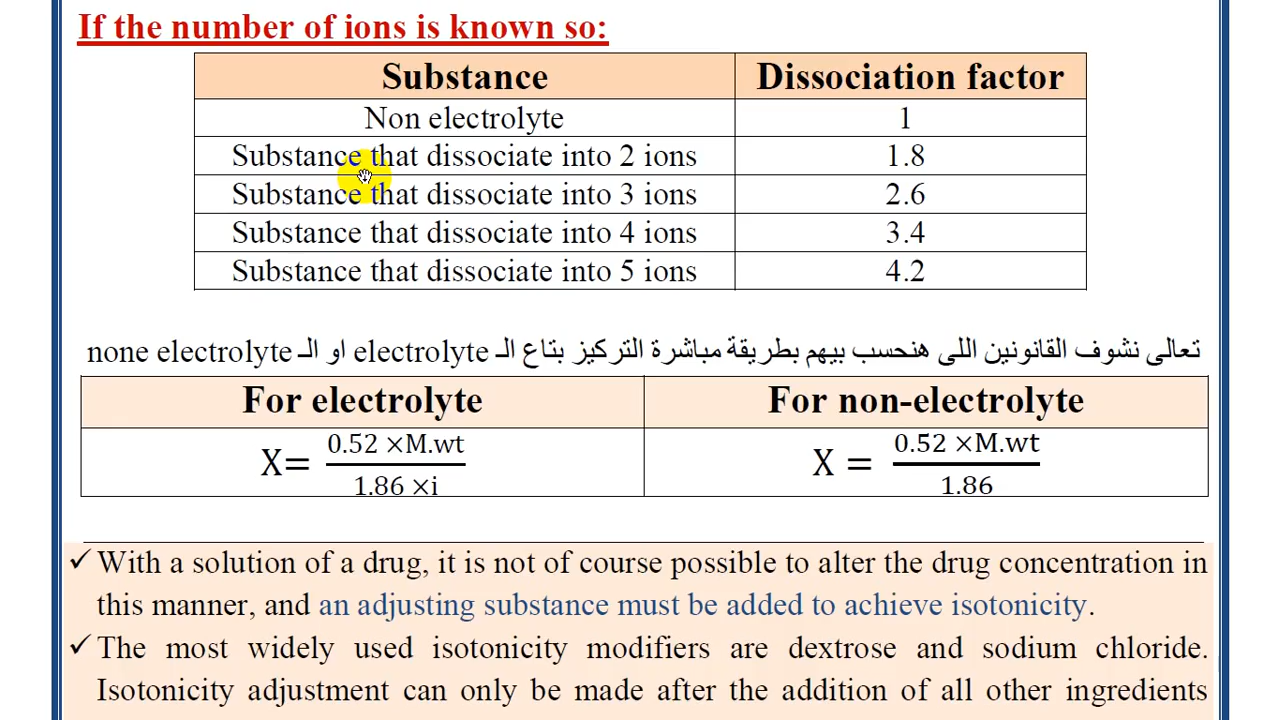 If the number of ions is known so:
Substance Dissociation factor
Non electrolyte 1
Substance that dissociate into 2 ions 1.8
Substance that dissociate into 3 ions 2.6
Substance that dissociate into 4 ions 3.4
Substance that dissociate into 5 ions 4.2
تعالى نشوف القانونين اللى هنحسب بيهم بطريقة مباشرة التركيز بتاع الـ electrolyte او الـ none electrolyte
For electrolyte For non-electrolyte
X= 0.52 ×M.wt / 1.86 ×i X = 0.52 ×M.wt / 1.86
✓ With a solution of a drug, it is not of course possible to alter the drug concentration in
this manner, and an adjusting substance must be added to achieve isotonicity.
✓ The most widely used isotonicity modifiers are dextrose and sodium chloride.
Isotonicity adjustment can only be made after the addition of all other ingredients